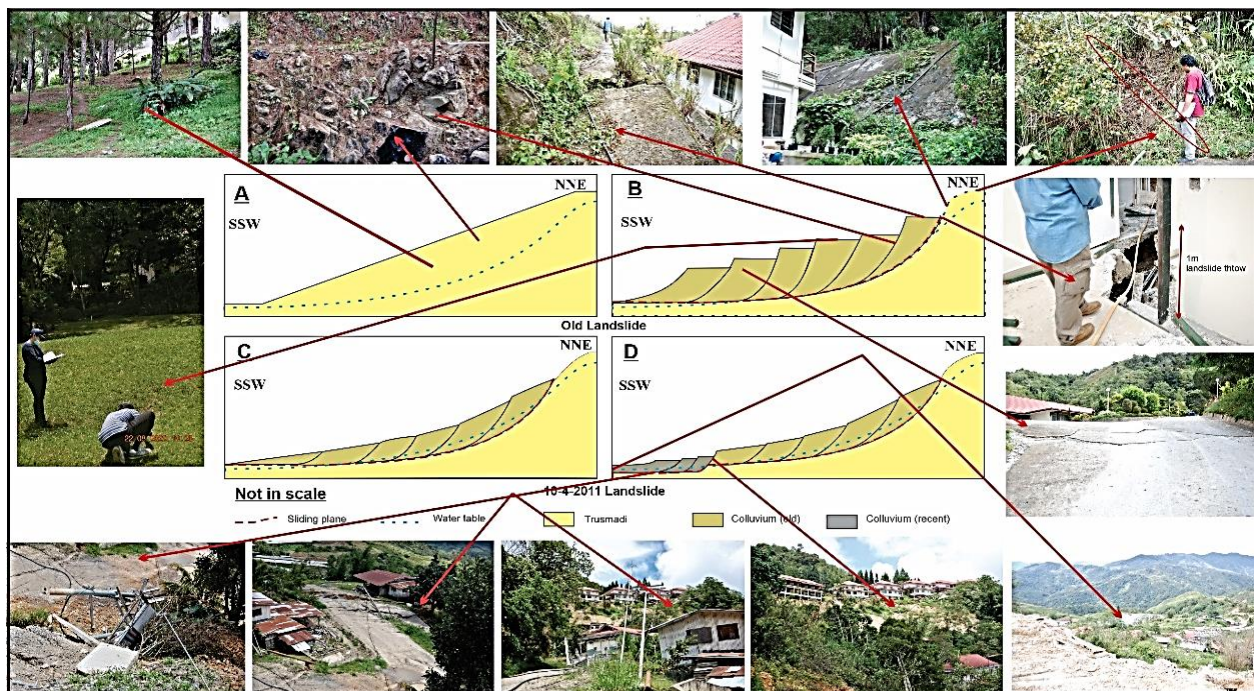 A
NNE
SSW
B
NNE
SSW
1m
landslide thtow
Old Landslide
C
NNE
SSW
D
NNE
SSW
Not in scale
10-4-2011 Landslide
Sliding plane
Water table
Trusmadi
Colluvium (old)
Colluvium (recent)